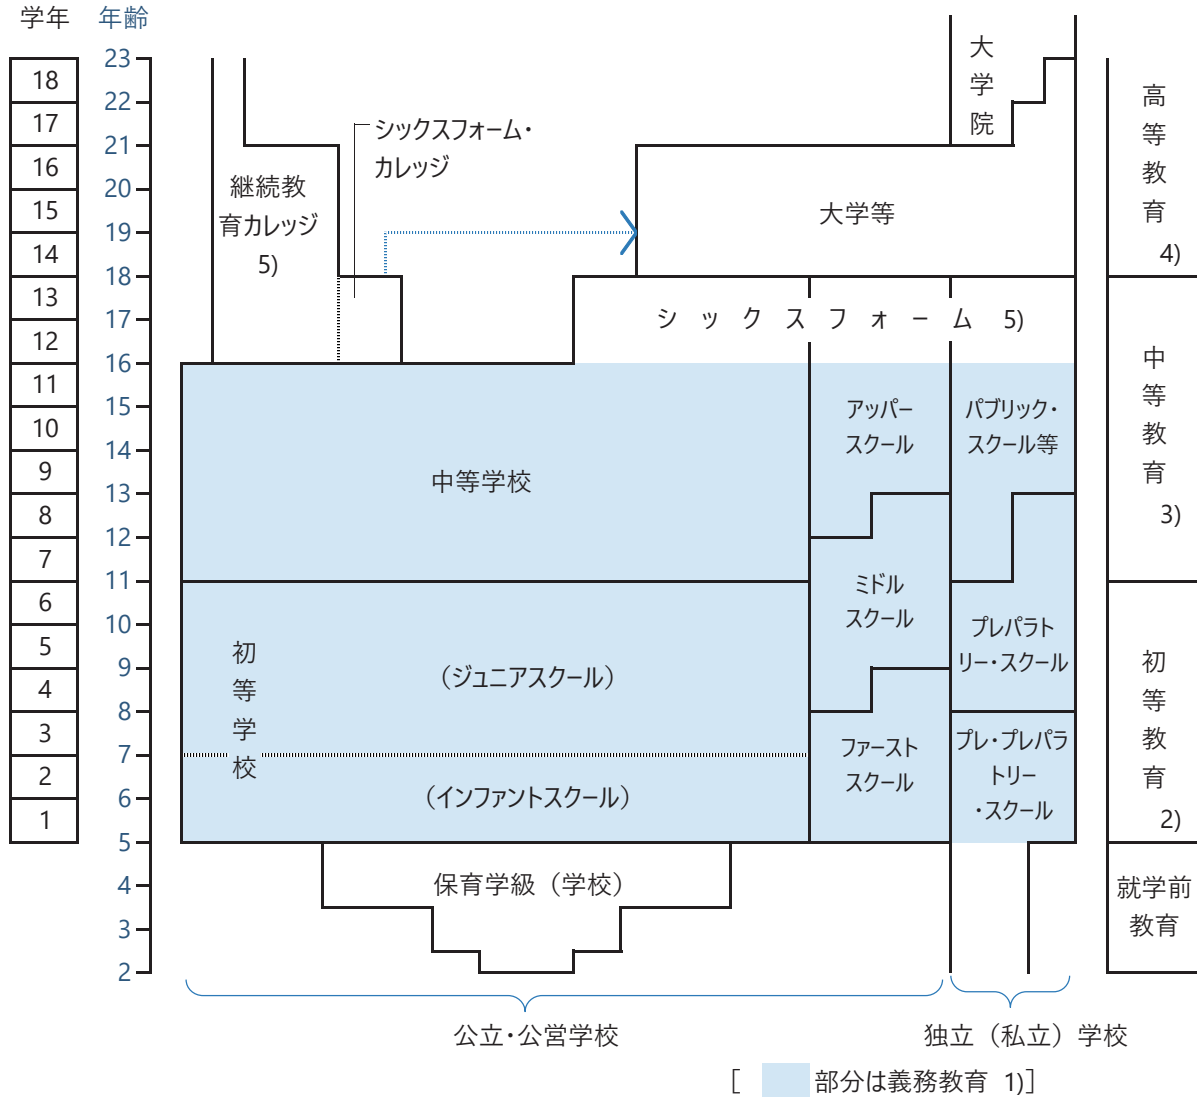 学年 年齢
23
18
22
17
21
16
20
15
19
14
18
13
17
12
16
11
15
10
14
9
13
8
12
7
11
6
10
5
9
4
8
3
7
2
6
1
5
4
3
2
継続教
育カレッジ
5)
シックスフォーム・
カレッジ
大学院
大学等
シックスフォーム 5)
中等学校
アッパー
スクール
パブリック・
スクール等
ミドル
スクール
プレパラト
リー・スクール
初等学校
（ジュニアスクール）
（インファントスクール）
ファースト
スクール
プレ・プレパラ
トリー
・スクール
保育学級（学校）
高等教育
4)
中等教育
3)
初等教育
2)
就学前
教育
公立・公営学校
独立（私立）学校
［ 部分は義務教育 1)］